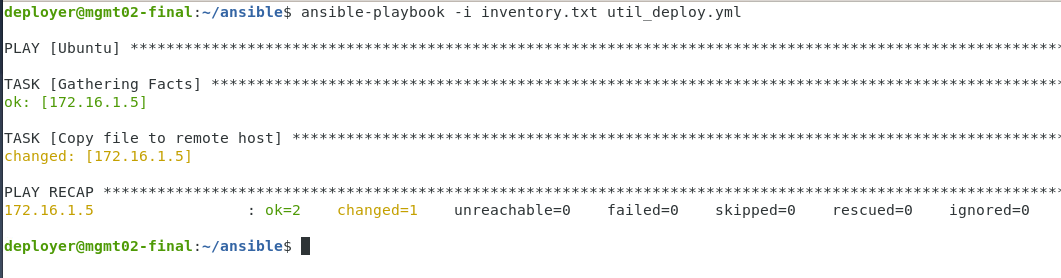 deployer@mgmt02-final:~/ansible$ ansible-playbook -i inventory.txt util_deploy.yml
PLAY [Ubuntu] *******************************************************************************************************
TASK [Gathering Facts] **********************************************************************************************
ok: [172.16.1.5]
TASK [Copy file to remote host] *************************************************************************************
changed: [172.16.1.5]
PLAY RECAP **********************************************************************************************************
172.16.1.5                 : ok=2    changed=1    unreachable=0    failed=0    skipped=0    rescued=0    ignored=0
deployer@mgmt02-final:~/ansible$